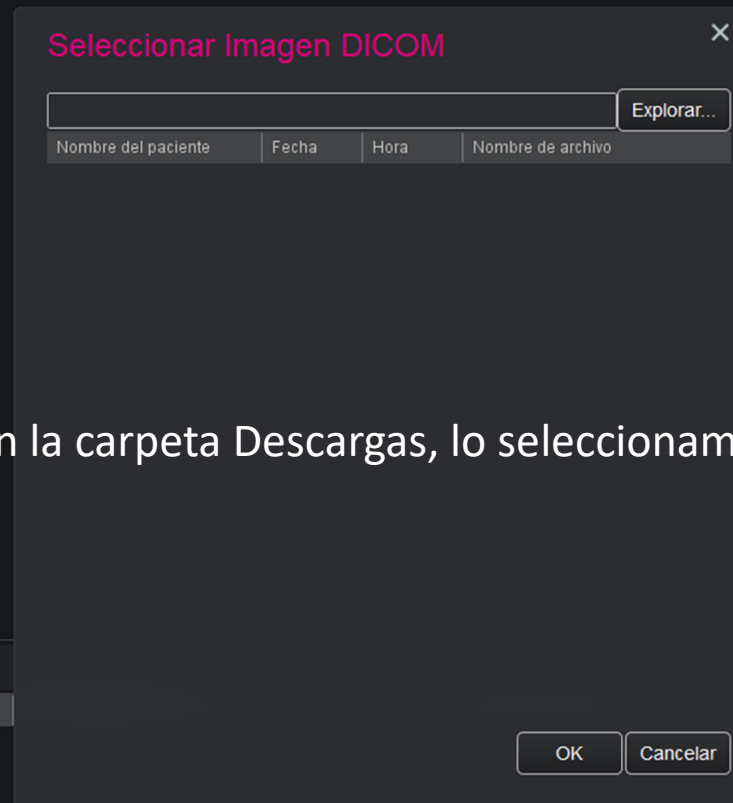 Seleccionar Imagen DICOM
Explorar...
Nombre del paciente Fecha Hora Nombre de archivo
n la carpeta Descargas, lo seleccionam
OK Cancelar